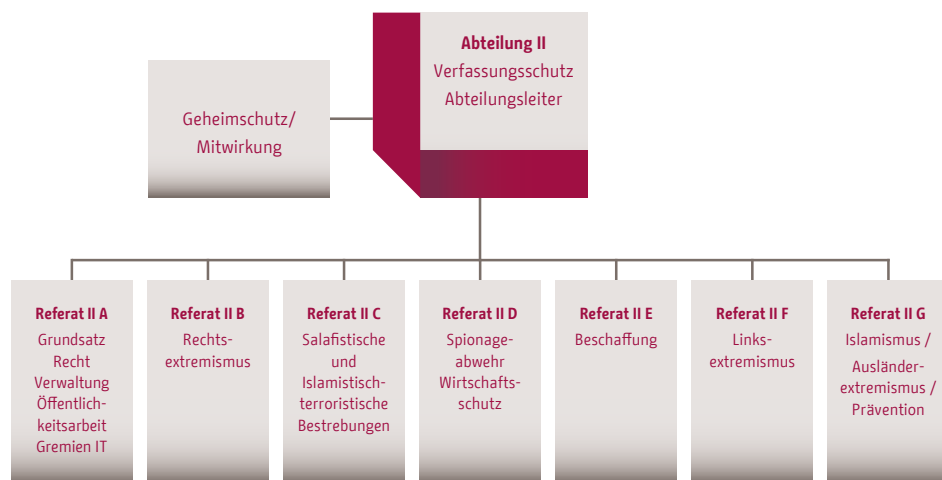 Abteilung II
Verfassungsschutz
Abteilungsleiter
Geheimschutz/
Mitwirkung
Referat II A
Grundsatz
Recht
Verwaltung
Öffentlich-
keitsarbeit
Gremien IT
Referat II B
Rechts-
extremismus
Referat II C
Salafistische
und
Islamistisch-
terroristische
Bestrebungen
Referat II D
Spionage-
abwehr
Wirtschafts-
schutz
Referat II E
Beschaffung
Referat II F
Links-
extremismus
Referat II G
Islamismus /
Ausländer-
extremismus /
Prävention